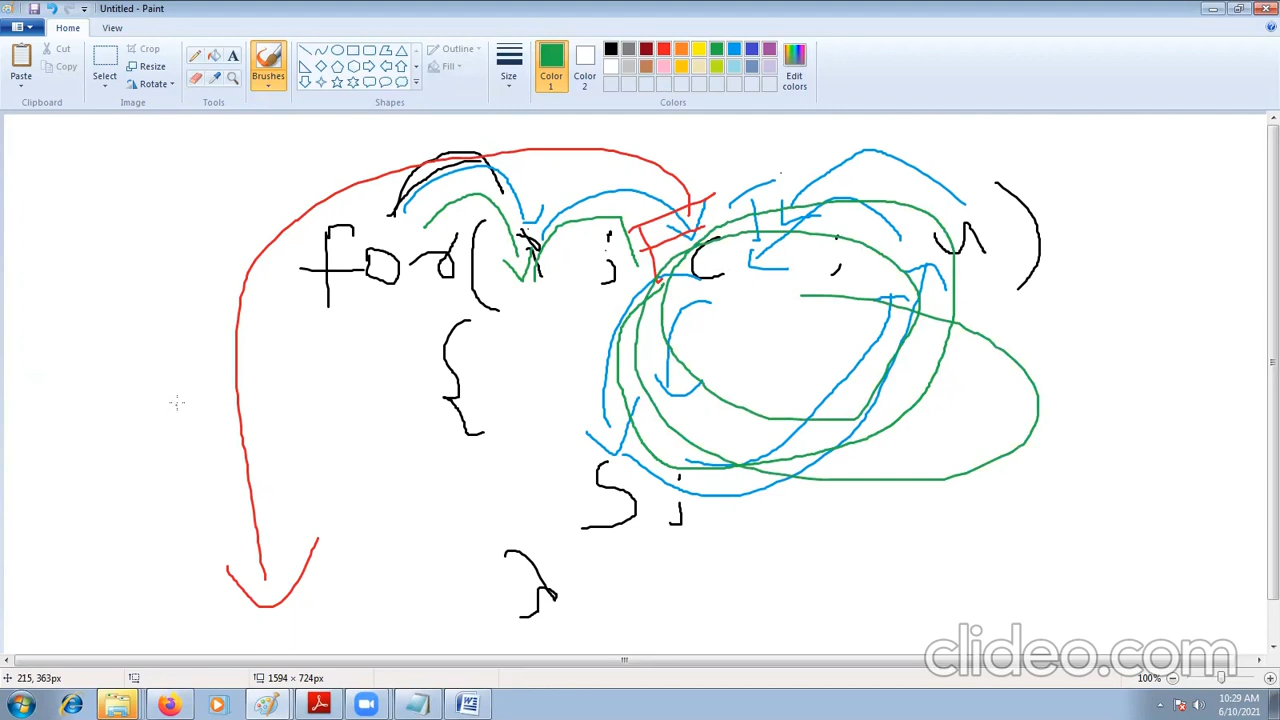 Untitled - Paint
Home
View
Paste
Cut
Copy
Clipboard
Select
Crop
Resize
Rotate
Image
Tools
Brushes
Shapes
Outline
Fill
Size
Color 1
Color 2
Edit colors
Colors
for( i ; c ; u )
{
S;
}
clideo.com
215, 363px
1594 × 724px
100%
10:29 AM
6/10/2021